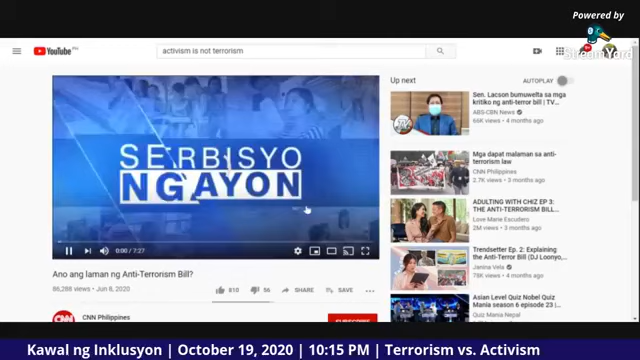 Powered by
StreamYard
YouTube PH
activism is not terrorism
SERBISYO
NGAYON
0:00 / 7:27
Ano ang laman ng Anti-Terrorism Bill?
86,288 views • Jun 8, 2020
810
56
SHARE
SAVE
CNN
CNN Philippines
SUBSCRIBE
Up next
AUTOPLAY
Sen. Lacson bumuwelta sa mga
kritiko ng anti-terror bill | TV...
ABS-CBN News
66K views • 4 months ago
Mga dapat malaman sa anti-
terrorism law
CNN Philippines
2.7K views • 3 months ago
ADULTING WITH CHIZ EP 3:
THE ANTI-TERRORISM BILL...
Love Marie Escudero
2M views • 3 months ago
Trendsetter Ep. 2: Explaining
the Anti-Terror Bill (DJ Loonyo,...
Janina Vela
76K views • 4 months ago
Asian Level Quiz Nobel Quiz
Mania season 6 episode 23 |...
Kawal ng Inklusyon | October 19, 2020 | 10:15 PM | Terrorism vs. Activism